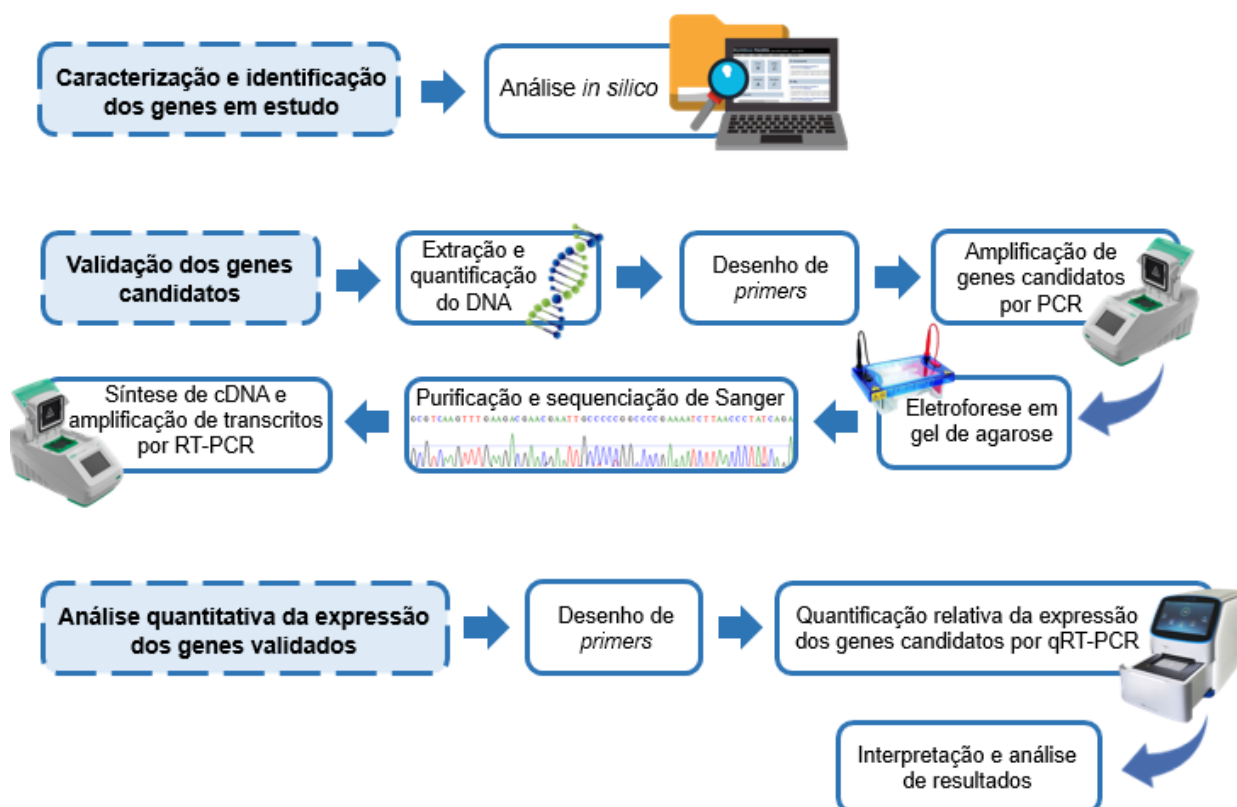 Caracterização e identificação
dos genes em estudo
Análise in silico
Validação dos genes
candidatos
Extração e
quantificação
do DNA
Desenho de
primers
Amplificação de
genes candidatos
por PCR
Eletroforese em
gel de agarose
Purificação e sequenciação de Sanger
GCGTCAAGTTT GAAGACGAACGAATT GCCCCCGGCCCCGAAAATCTTAACCCTATCAGA
Síntese de cDNA e
amplificação de transcritos
por RT-PCR
Análise quantitativa da expressão
dos genes validados
Desenho de
primers
Quantificação relativa da expressão
dos genes candidatos por qRT-PCR
Interpretação e análise
de resultados